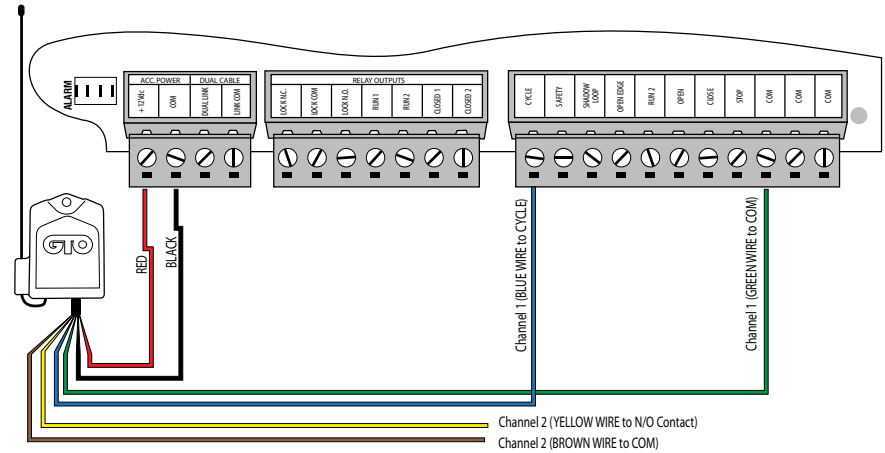 ALARM
ACC. POWER
DUAL CABLE
+ 12 Vdc
COM
DUAL LINK
LINK COM
RELAY OUTPUTS
LOCK N.C.
LOCK COM
LOCK N.O.
RUN 1
RUN 2
CLOSED 1
CLOSED 2
CYCLE
SAFETY
SHADOW
LOOP
OPEN EDGE
RUN 2
OPEN
CLOSE
STOP
COM
COM
COM
GTO
RED
BLACK
Channel 1 (BLUE WIRE to CYCLE)
Channel 1 (GREEN WIRE to COM)
Channel 2 (YELLOW WIRE to N/O Contact)
Channel 2 (BROWN WIRE to COM)